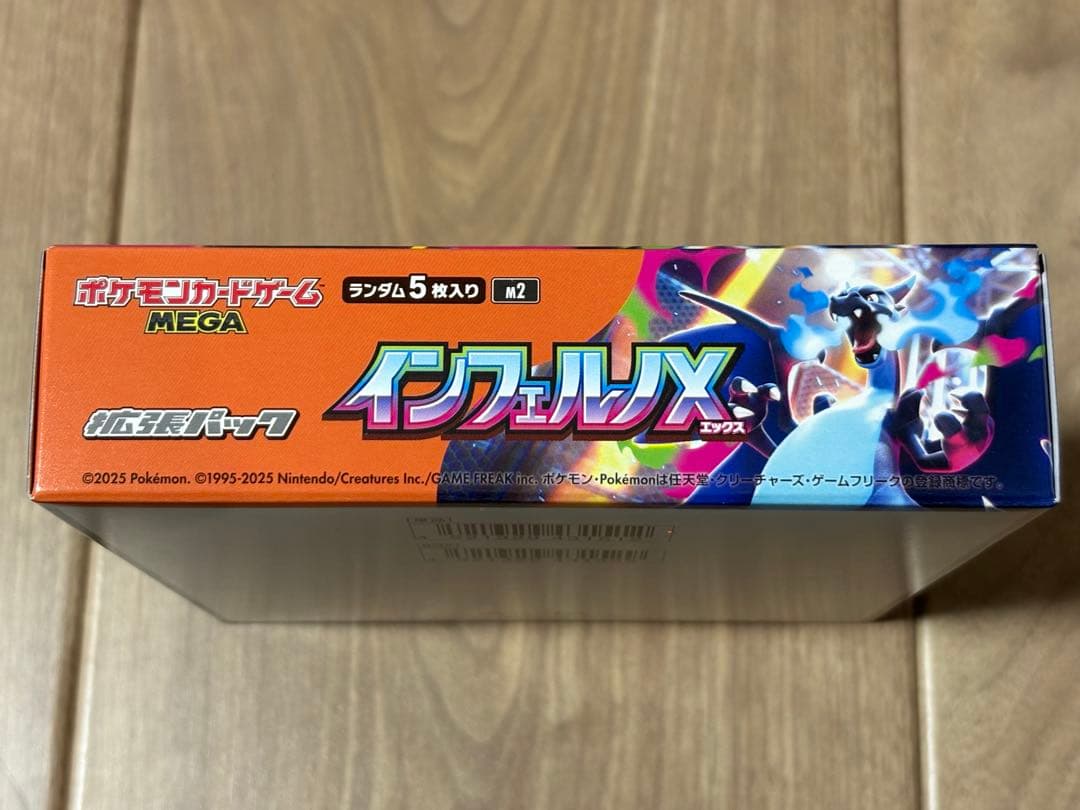 ポケモンカードゲーム
MEGA
ランダム5枚入り
M2
インフェルノX
エックス
拡張パック
©2025 Pokémon. ©1995-2025 Nintendo/Creatures Inc./GAME FREAK inc. ポケモン・Pokémonは任天堂・クリーチャーズ・ゲームフリークの登録商標です。